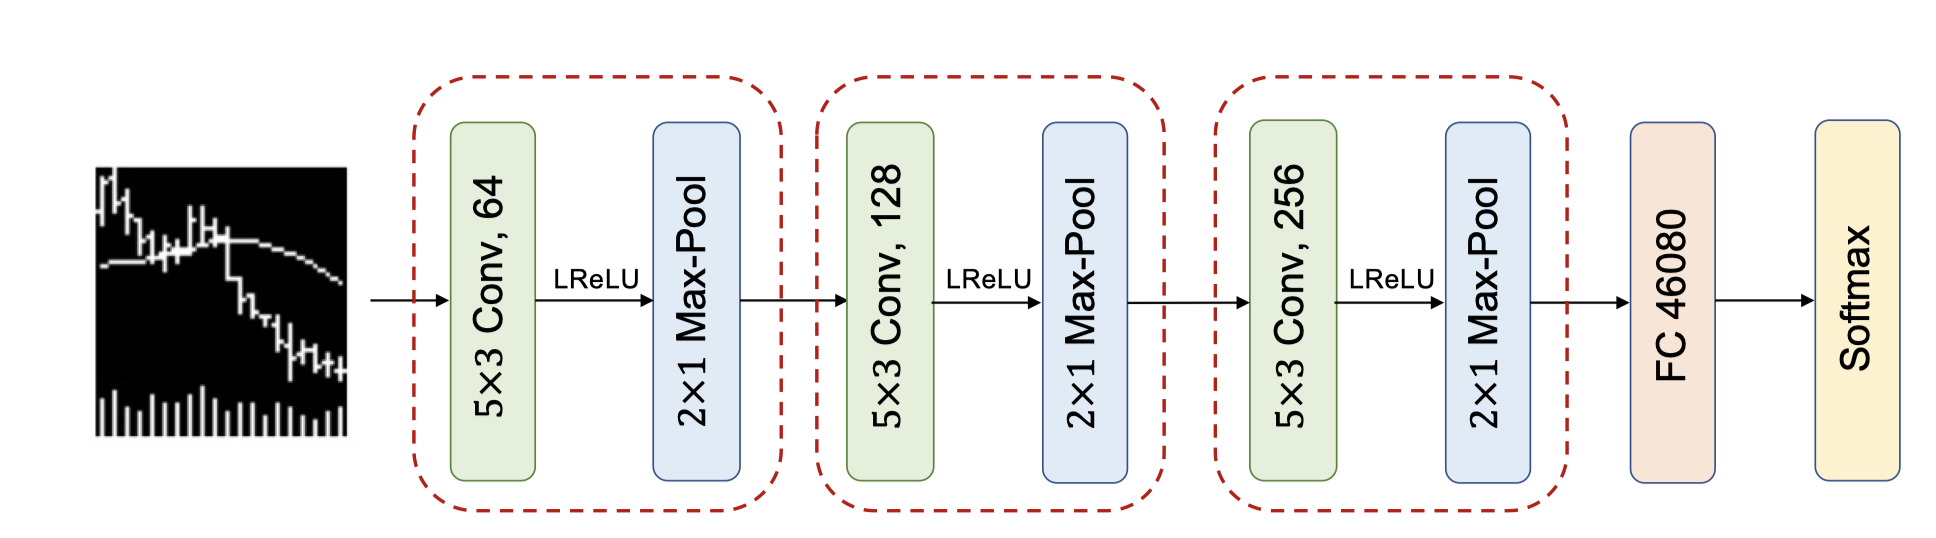 5×3 Conv, 64
LReLU
2×1 Max-Pool
5×3 Conv, 128
LReLU
2×1 Max-Pool
5×3 Conv, 256
LReLU
2×1 Max-Pool
FC 46080
Softmax